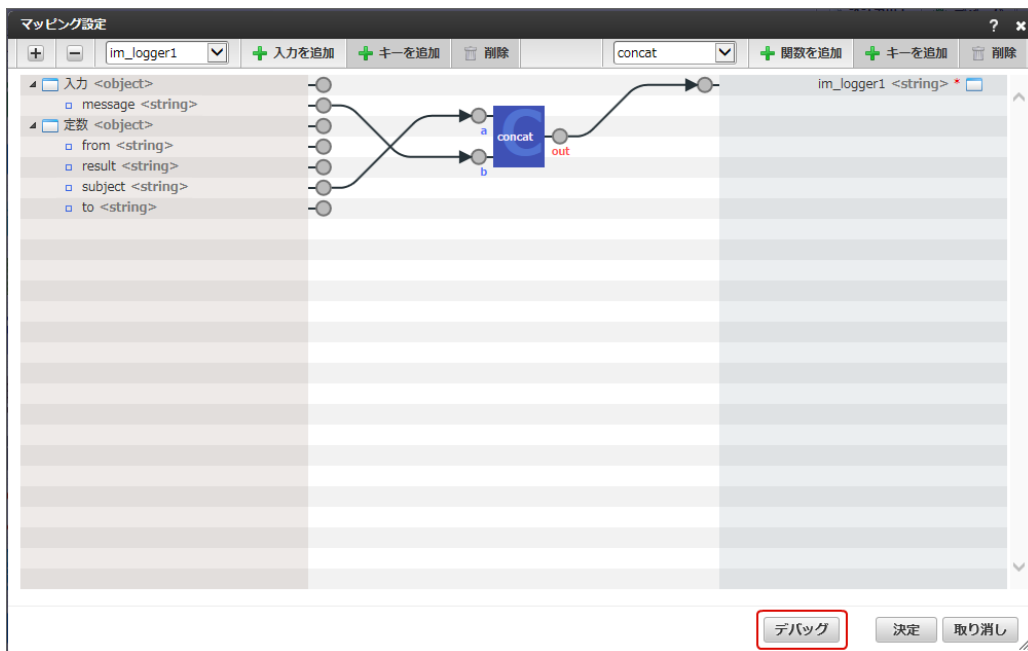 マッピング設定 ? ×
im_logger1 入力を追加 キーを追加 削除 concat 関数を追加 キーを追加 削除
入力 <object>
message <string>
定数 <object>
from <string>
result <string>
subject <string>
to <string>
a
b
concat
out
im_logger1 <string> *
デバッグ 決定 取り消し